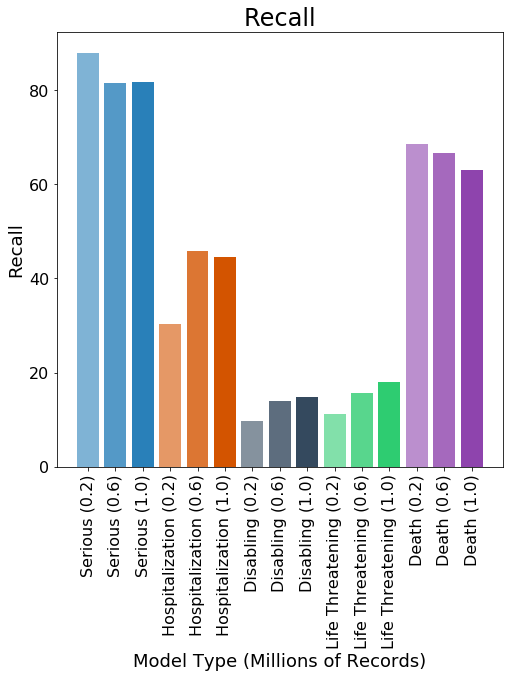 Recall
Recall
80
60
40
20
0
Serious (0.2)
Serious (0.6)
Serious (1.0)
Hospitalization (0.2)
Hospitalization (0.6)
Hospitalization (1.0)
Disabling (0.2)
Disabling (0.6)
Disabling (1.0)
Life Threatening (0.2)
Life Threatening (0.6)
Life Threatening (1.0)
Death (0.2)
Death (0.6)
Death (1.0)
Model Type (Millions of Records)